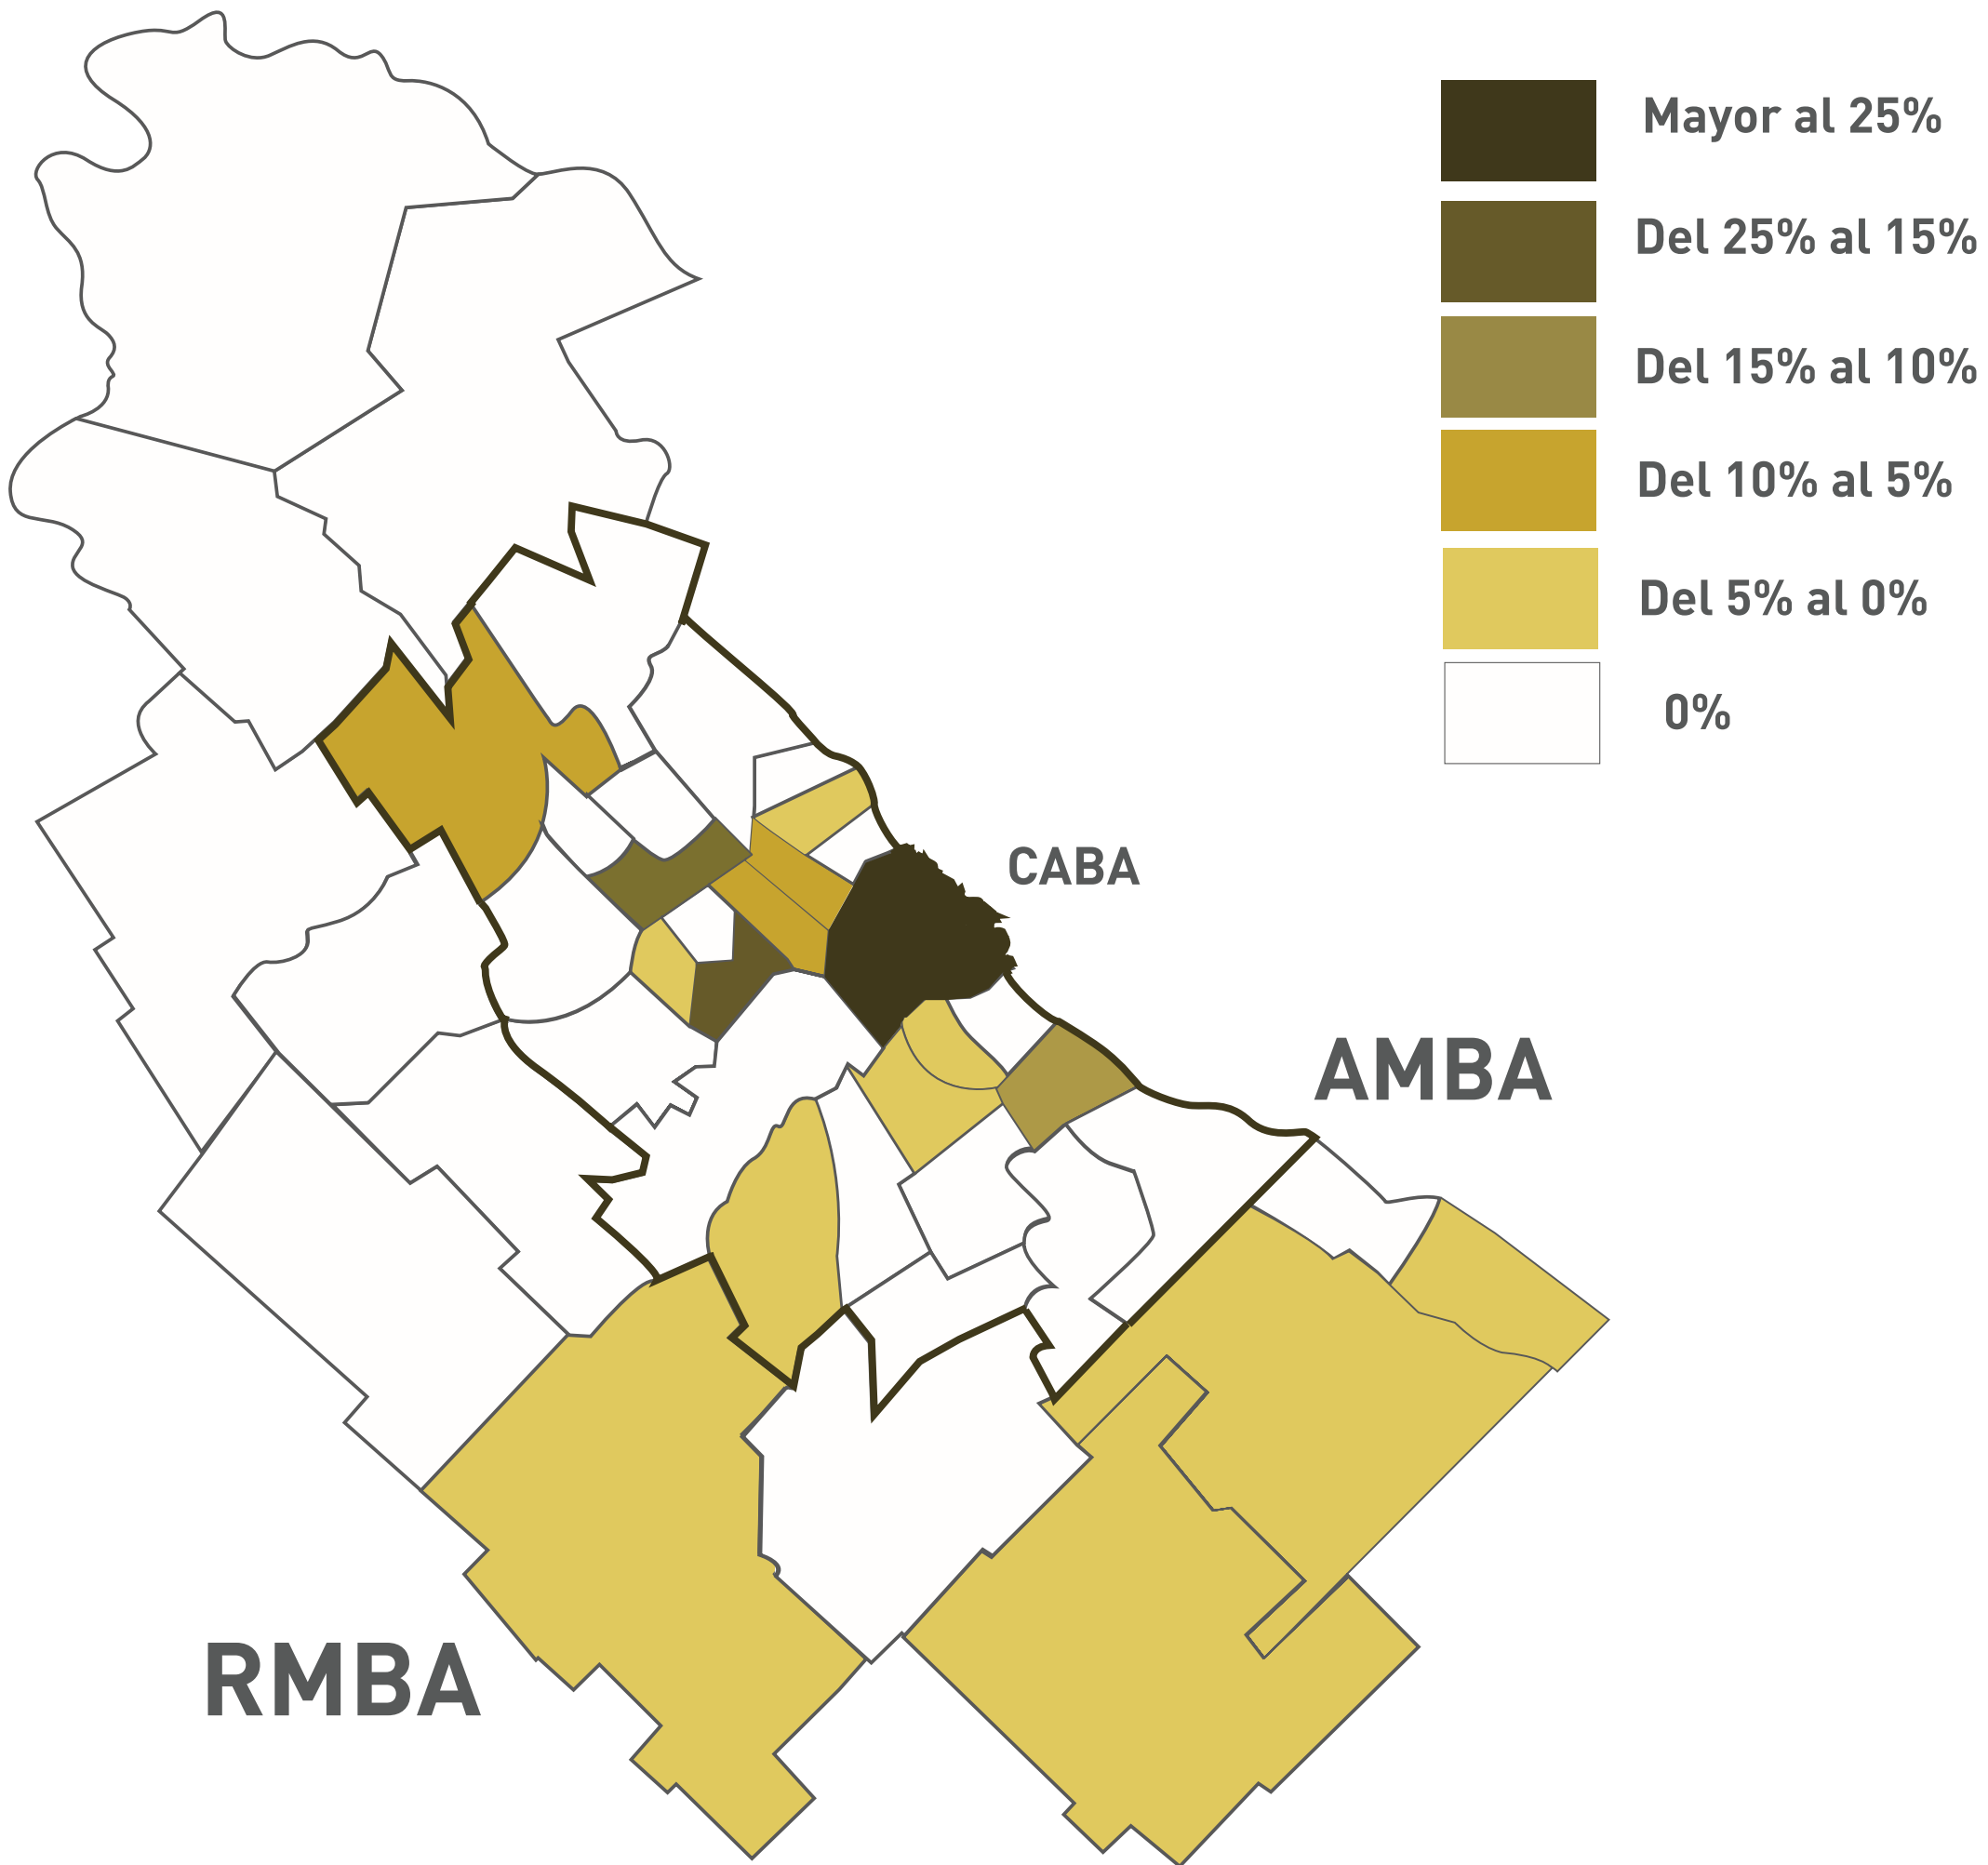 Mayor al 25%
Del 25% al 15%
Del 15% al 10%
Del 10% al 5%
Del 5% al 0%
0%
CABA
AMBA
RMBA